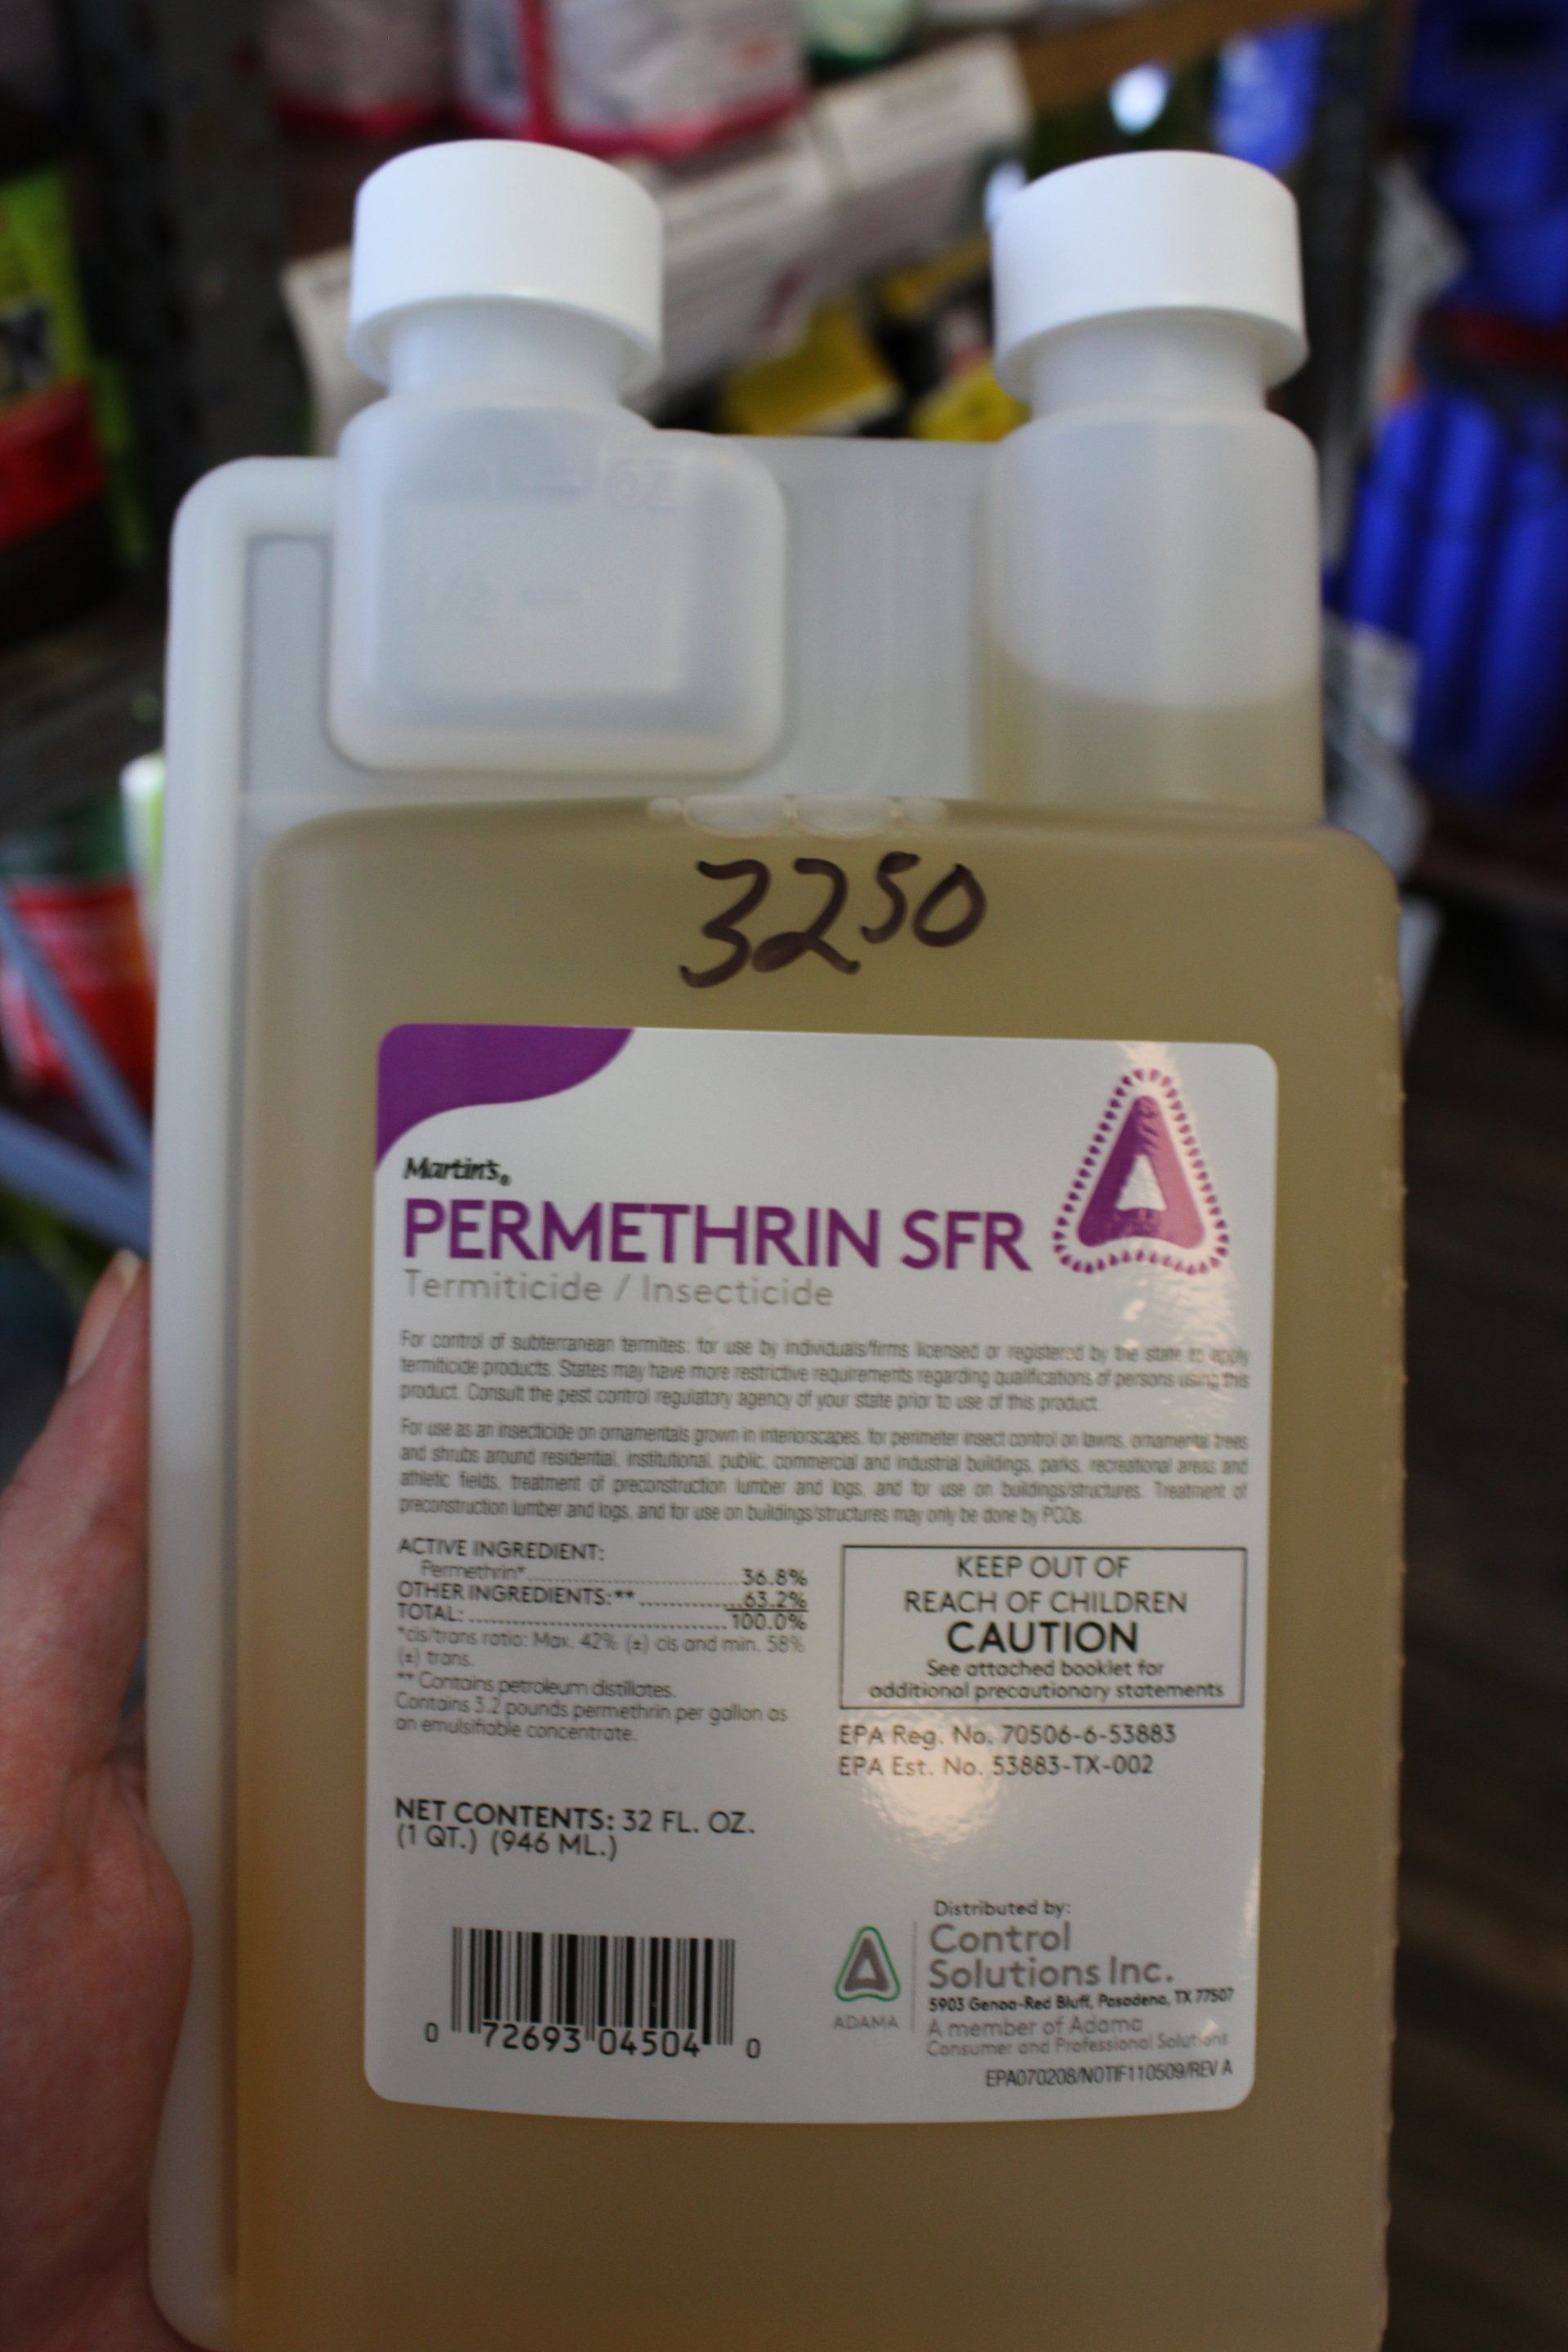 OZ
1/2
32 50
Martin's®
PERMETHRIN SFR
Termiticide / Insecticide
For control of subterranean termites: for use by individuals/firms licensed or registered by the state to apply
termiticide products. States may have more restrictive requirements regarding qualifications of persons using this
product. Consult the pest control regulatory agency of your state prior to use of this product.
For use as an insecticide on ornamentals grown in interiorscapes, for perimeter insect control on lawns, ornamental trees
and shrubs around residential, institutional, public, commercial and industrial buildings, parks, recreational areas and
athletic fields, treatment of preconstruction lumber and logs, and for use on buildings/structures. Treatment of
preconstruction lumber and logs, and for use on buildings/structures may only be done by PCOs.
ACTIVE INGREDIENT:
Permethrin*..............................36.8%
OTHER INGREDIENTS:**...............63.2%
TOTAL:......................................100.0%
*cis/trans ratio: Max. 42% (±) cis and min. 58%
(±) trans.
** Contains petroleum distillates.
Contains 3.2 pounds permethrin per gallon as
an emulsifiable concentrate.
KEEP OUT OF
REACH OF CHILDREN
CAUTION
See attached booklet for
additional precautionary statements
EPA Reg. No. 70506-6-53883
EPA Est. No. 53883-TX-002
NET CONTENTS: 32 FL. OZ.
(1 QT.) (946 ML.)
0 72693 04504 0
ADAMA
Distributed by:
Control
Solutions Inc.
5903 Genoa-Red Bluff, Pasadena, TX 77507
A member of Adama
Consumer and Professional Solutions
EPA070208/NOTIF110509/REV A